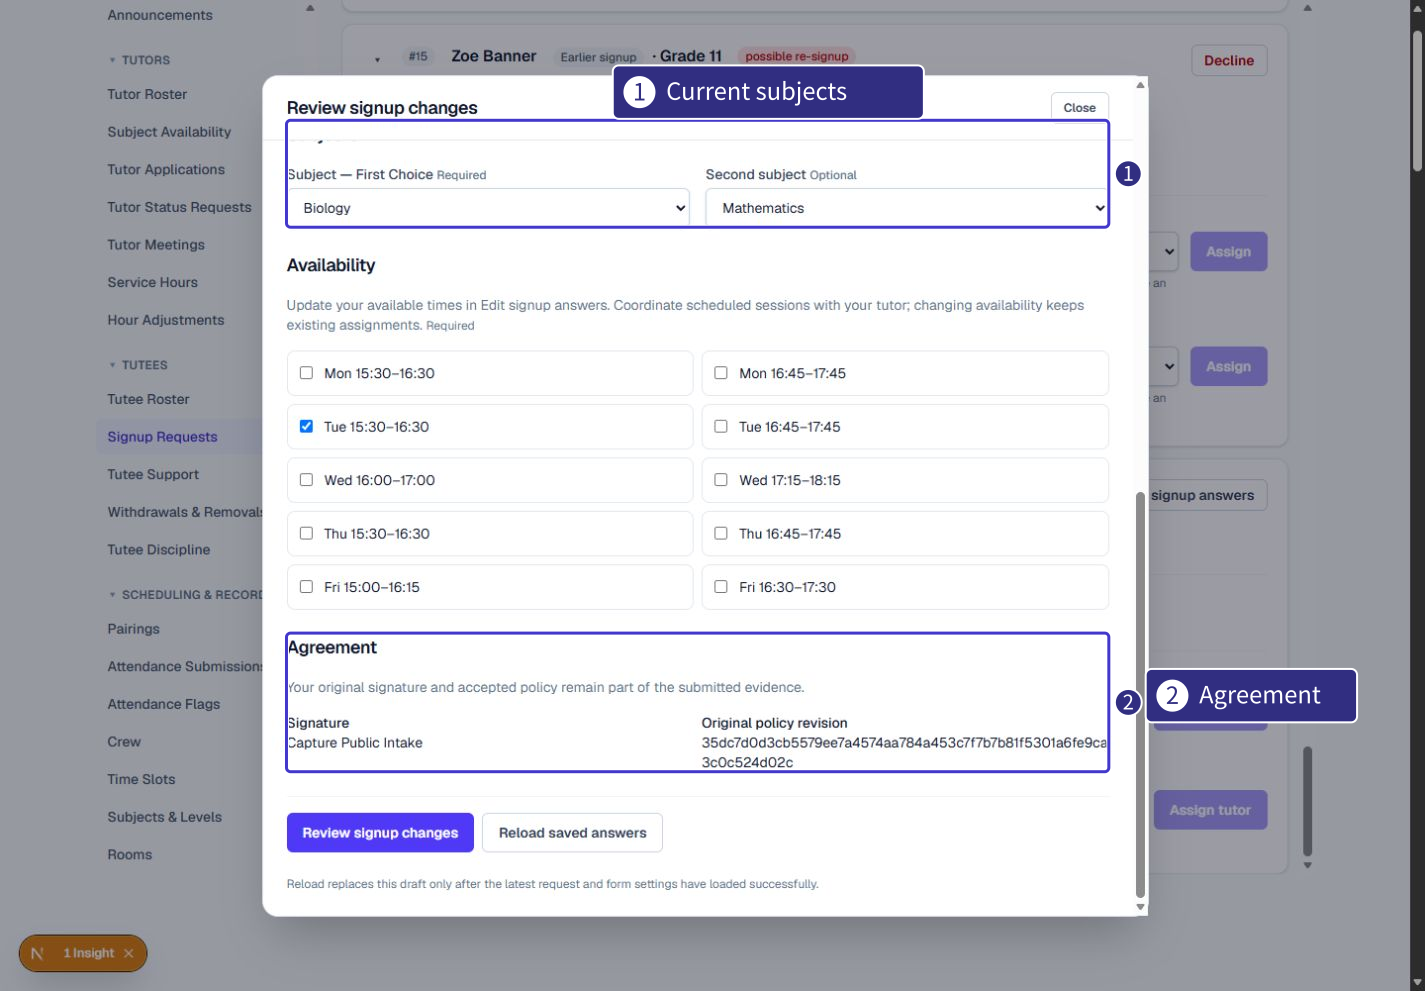 Announcements
TUTORS
Tutor Roster
Subject Availability
Tutor Applications
Tutor Status Requests
Tutor Meetings
Service Hours
Hour Adjustments
TUTEES
Tutee Roster
Signup Requests
Tutee Support
Withdrawals & Removals
Tutee Discipline
SCHEDULING & RECORD
Pairings
Attendance Submissions
Attendance Flags
Crew
Time Slots
Subjects & Levels
Rooms
1 Insight
#15 Zoe Banner Earlier signup · Grade 11 possible re-signup
Decline
1 Current subjects
Review signup changes
Close
Subject — First Choice Required
Second subject Optional
1
Biology
Mathematics
Availability
Update your available times in Edit signup answers. Coordinate scheduled sessions with your tutor; changing availability keeps
existing assignments. Required
Mon 15:30–16:30
Mon 16:45–17:45
Tue 15:30–16:30
Tue 16:45–17:45
Wed 16:00–17:00
Wed 17:15–18:15
Thu 15:30–16:30
Thu 16:45–17:45
Fri 15:00–16:15
Fri 16:30–17:30
Agreement
Your original signature and accepted policy remain part of the submitted evidence.
Signature
Capture Public Intake
Original policy revision
35dc7d0d3cb5579ee7a4574aa784a453c7f7b7b81f5301a6fe9ca
3c0c524d02c
2
2 Agreement
Review signup changes
Reload saved answers
Reload replaces this draft only after the latest request and form settings have loaded successfully.
Assign
an
Assign
an
signup answers
Assign tutor